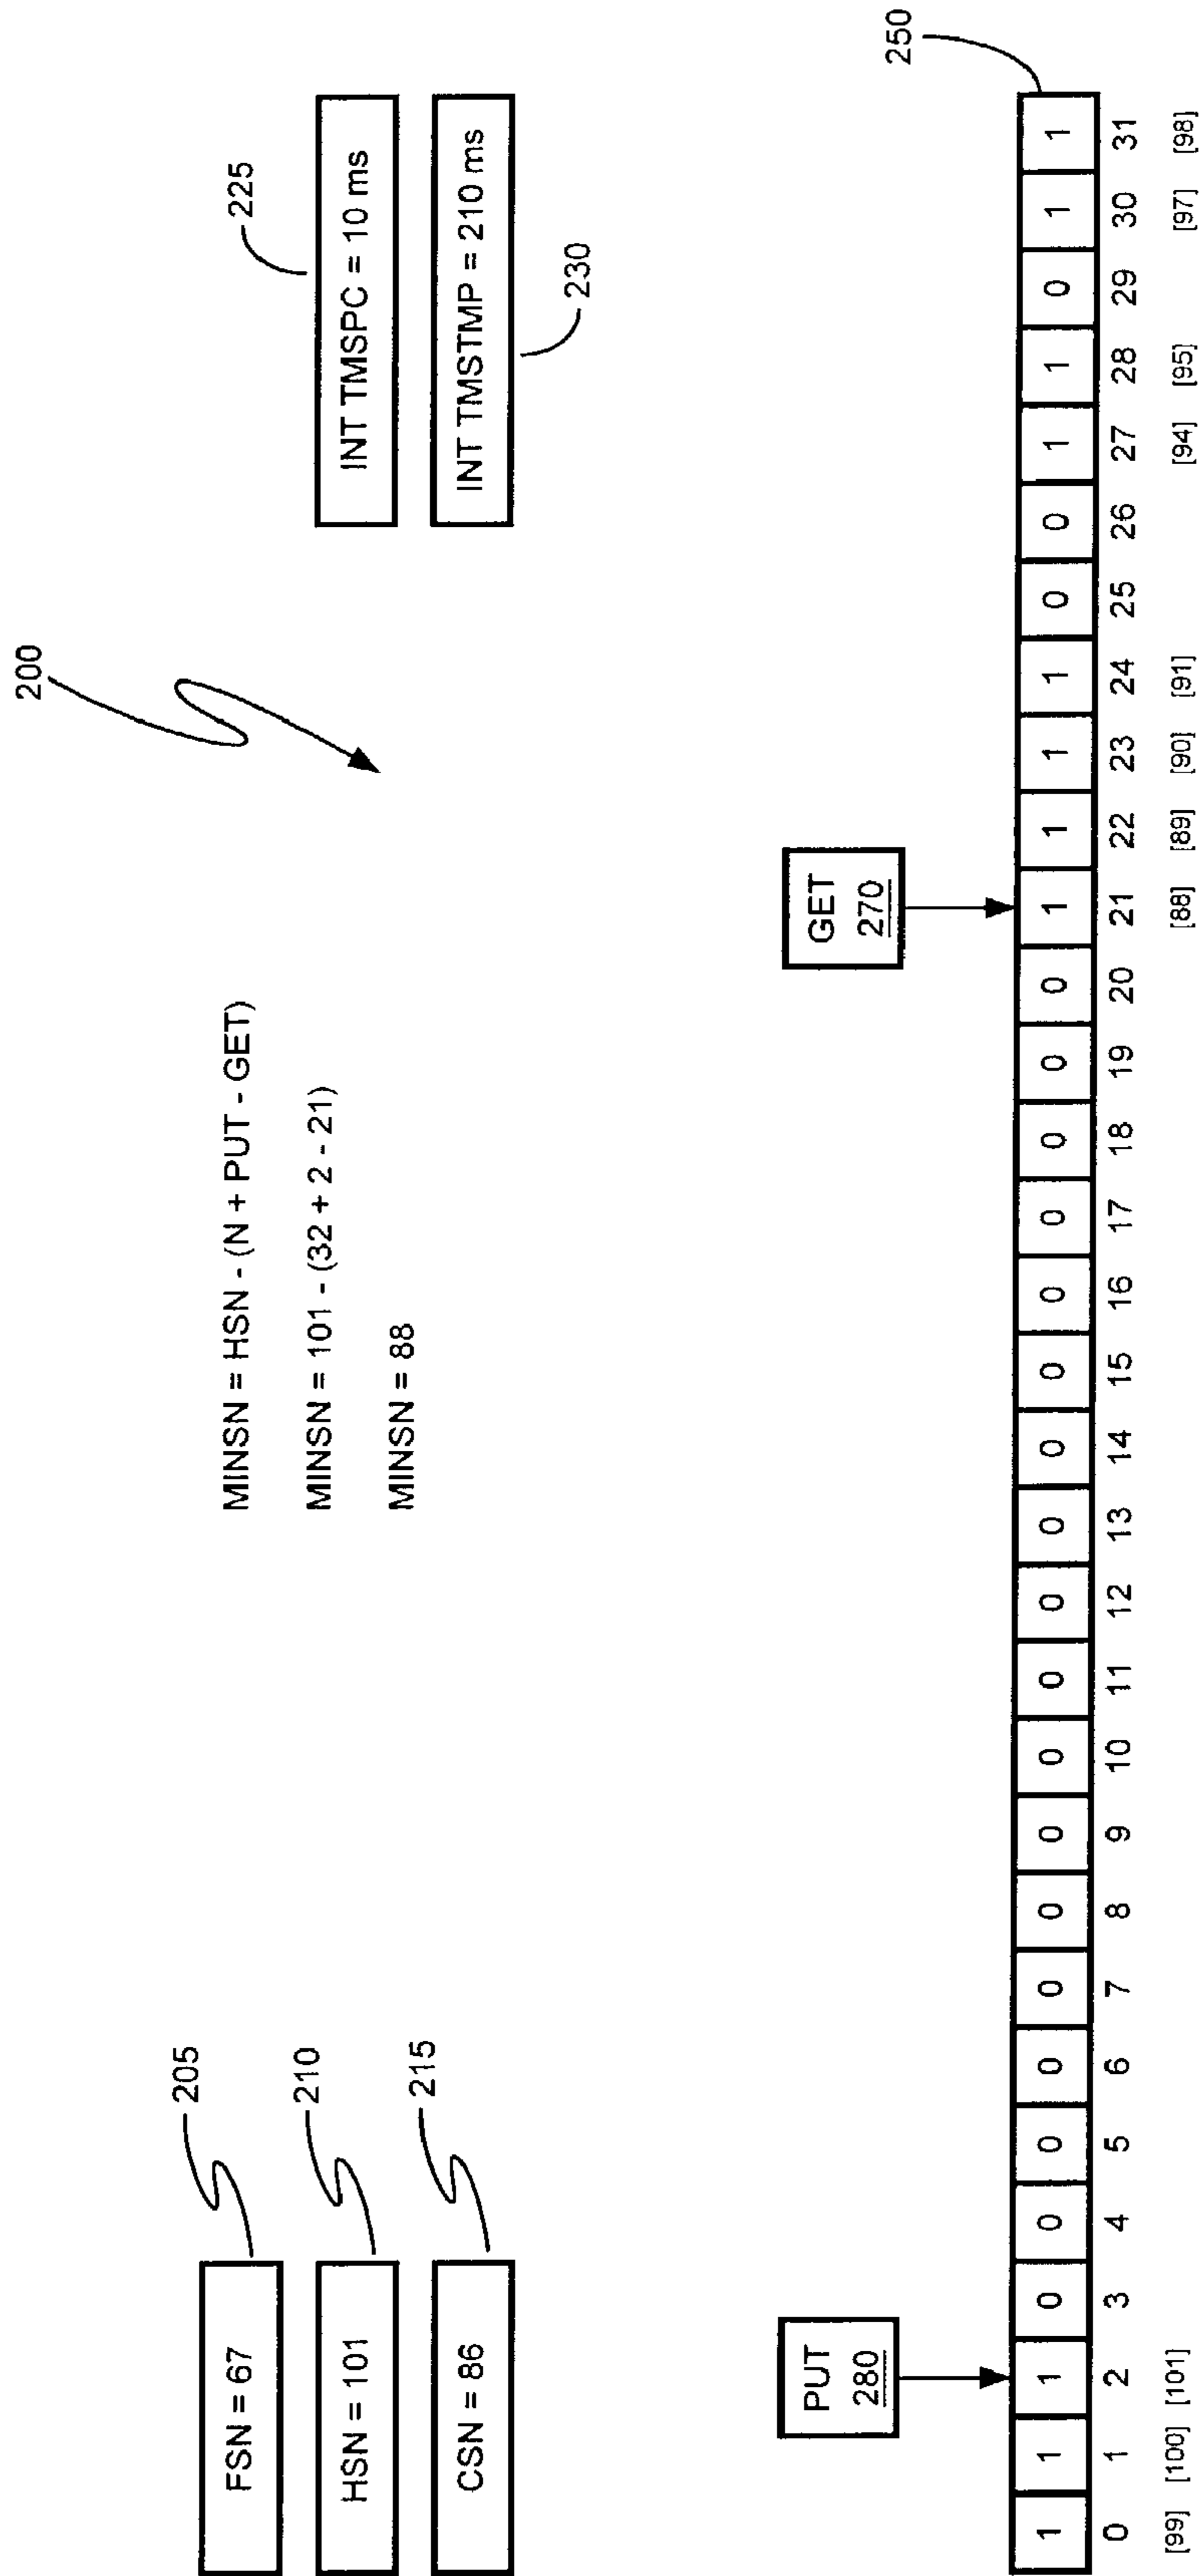 200
FSN = 67
205
HSN = 101
210
CSN = 86
215
MINSN = HSN - (N + PUT - GET)
MINSN = 101 - (32 + 2 - 21)
MINSN = 88
INT TMSPC = 10 ms
225
INT TMSTMP = 210 ms
230
PUT
280
GET
270
250
1 1 1 0 0 0 0 0 0 0 0 0 0 0 0 0 0 0 0 0 0 1 1 1 1 0 0 1 1 0 1 1
0 1 2 3 4 5 6 7 8 9 10 11 12 13 14 15 16 17 18 19 20 21 22 23 24 25 26 27 28 29 30 31
[99] [100] [101] [88] [89] [90] [91] [94] [95] [97] [98]